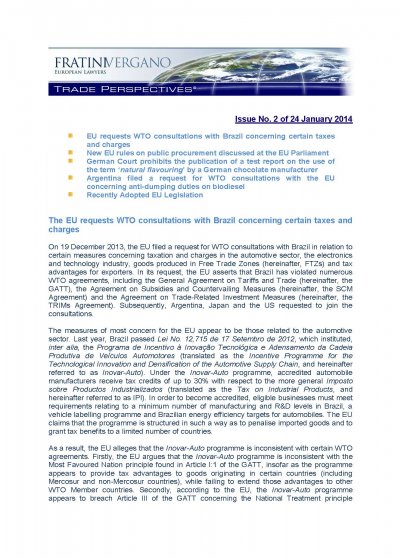 FRATINIVERGANO
EUROPEAN LAWYERS
TRADE PERSPECTIVES®
Issue No. 2 of 24 January 2014
EU requests WTO consultations with Brazil concerning certain taxes
and charges
New EU rules on public procurement discussed at the EU Parliament
German Court prohibits the publication of a test report on the use of
the term 'natural flavouring' by a German chocolate manufacturer
Argentina filed a request for WTO consultations with the EU
concerning anti-dumping duties on biodiesel
Recently Adopted EU Legislation
The EU requests WTO consultations with Brazil concerning certain taxes and
charges
On 19 December 2013, the EU filed a request for WTO consultations with Brazil in relation to
certain measures concerning taxation and charges in the automotive sector, the electronics
and technology industry, goods produced in Free Trade Zones (hereinafter, FTZs) and tax
advantages for exporters. In its request, the EU asserts that Brazil has violated numerous
WTO agreements, including the General Agreement on Tariffs and Trade (hereinafter, the
GATT), the Agreement on Subsidies and Countervailing Measures (hereinafter, the SCM
Agreement) and the Agreement on Trade-Related Investment Measures (hereinafter, the
TRIMs Agreement). Subsequently, Argentina, Japan and the US requested to join the
consultations.
The measures of most concern for the EU appear to be those related to the automotive
sector. Last year, Brazil passed Lei No. 12,715 de 17 Setembro de 2012, which instituted,
inter alia, the Programa de Incentivo à Inovação Tecnológica e Adensamento da Cadeia
Produtiva de Veículos Automotores (translated as the Incentive Programme for the
Technological Innovation and Densification of the Automotive Supply Chain, and hereinafter
referred to as Inovar-Auto). Under the Inovar-Auto programme, accredited automobile
manufacturers receive tax credits of up to 30% with respect to the more general Imposto
sobre Produtos Industrializados (translated as the Tax on Industrial Products, and
hereinafter referred to as IPI). In order to become accredited, eligible businesses must meet
requirements relating to a minimum number of manufacturing and R&D levels in Brazil, a
vehicle labelling programme and Brazilian energy efficiency targets for automobiles. The EU
claims that the programme is structured in such a way as to penalise imported goods and to
grant tax benefits to a limited number of countries.
As a result, the EU alleges that the Inovar-Auto programme is inconsistent with certain WTO
agreements. Firstly, the EU argues that the Inovar-Auto programme is inconsistent with the
Most Favoured Nation principle found in Article I:1 of the GATT, insofar as the programme
appears to provide tax advantages to goods originating in certain countries (including
Mercosur and non-Mercosur countries), while failing to extend those advantages to other
WTO Member countries. Secondly, according to the EU, the Inovar-Auto programme
appears to breach Article III of the GATT concerning the National Treatment principle